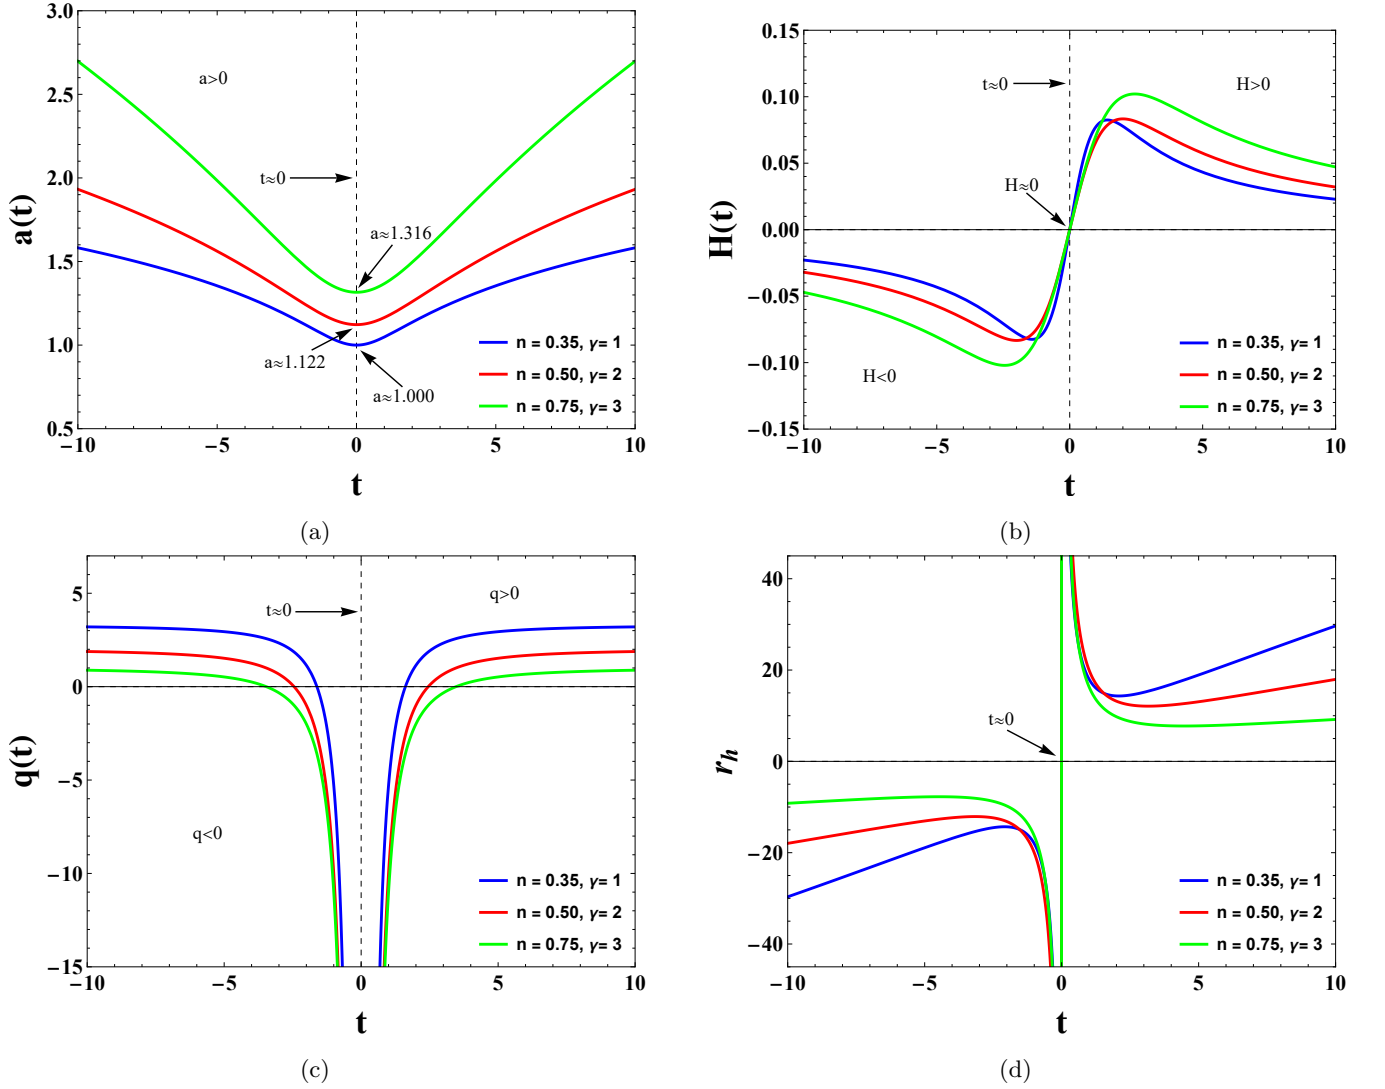 3.0
2.5
2.0
1.5
1.0
0.5
a(t)
a>0
t≈0
a≈1.316
a≈1.122
a≈1.000
n = 0.35, γ= 1
n = 0.50, γ= 2
n = 0.75, γ= 3
−10 −5 0 5 10
t
(a)
0.15
0.10
0.05
0.00
−0.05
−0.10
−0.15
H(t)
t≈0
H>0
H≈0
H<0
n = 0.35, γ= 1
n = 0.50, γ= 2
n = 0.75, γ= 3
−10 −5 0 5 10
t
(b)
5
0
−5
−10
−15
q(t)
t≈0
q>0
q<0
n = 0.35, γ= 1
n = 0.50, γ= 2
n = 0.75, γ= 3
−10 −5 0 5 10
t
(c)
40
20
0
−20
−40
r_h
t≈0
n = 0.35, γ= 1
n = 0.50, γ= 2
n = 0.75, γ= 3
−10 −5 0 5 10
t
(d)